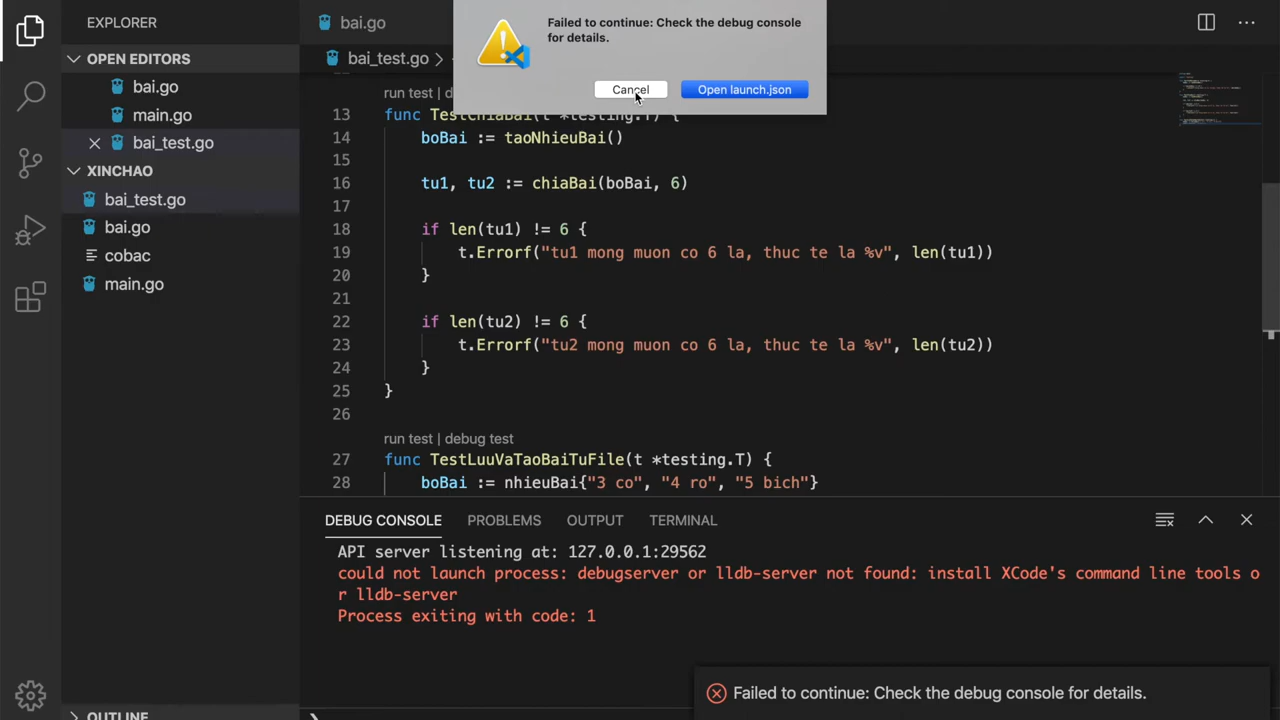 EXPLORER
OPEN EDITORS
bai.go
main.go
bai_test.go
XINCHAO
bai_test.go
bai.go
cobac
main.go
OUTLINE
bai.go
bai_test.go
Failed to continue: Check the debug console
for details.
Cancel
Open launch.json
run test | d
13 func TestChiaBai(t *testing.T) {
14 boBai := taoNhieuBai()
15
16 tu1, tu2 := chiaBai(boBai, 6)
17
18 if len(tu1) != 6 {
19 t.Errorf("tu1 mong muon co 6 la, thuc te la %v", len(tu1))
20 }
21
22 if len(tu2) != 6 {
23 t.Errorf("tu2 mong muon co 6 la, thuc te la %v", len(tu2))
24 }
25 }
26
run test | debug test
27 func TestLuuVaTaoBaiTuFile(t *testing.T) {
28 boBai := nhieuBai{"3 co", "4 ro", "5 bich"}
DEBUG CONSOLE PROBLEMS OUTPUT TERMINAL
API server listening at: 127.0.0.1:29562
could not launch process: debugserver or lldb-server not found: install XCode's command line tools o
r lldb-server
Process exiting with code: 1
Failed to continue: Check the debug console for details.